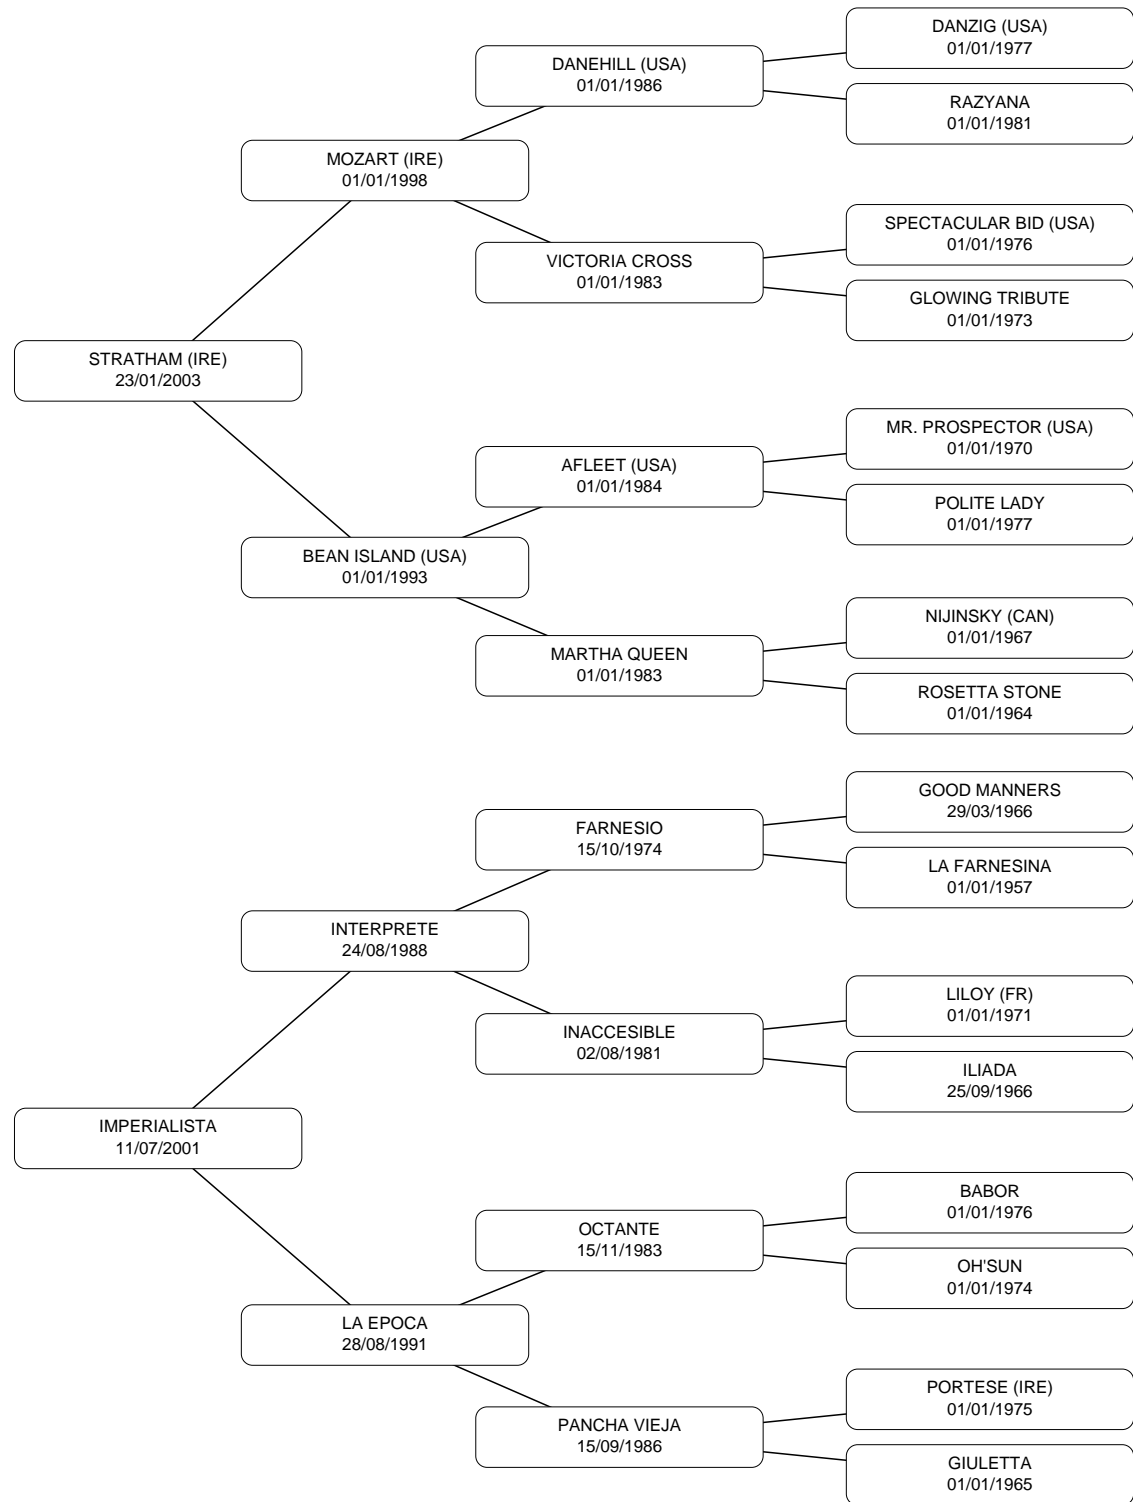 DANZIG (USA)
01/01/1977
DANEHILL (USA)
01/01/1986
RAZYANA
01/01/1981
MOZART (IRE)
01/01/1998
SPECTACULAR BID (USA)
01/01/1976
VICTORIA CROSS
01/01/1983
GLOWING TRIBUTE
01/01/1973
STRATHAM (IRE)
23/01/2003
MR. PROSPECTOR (USA)
01/01/1970
AFLEET (USA)
01/01/1984
POLITE LADY
01/01/1977
BEAN ISLAND (USA)
01/01/1993
NIJINSKY (CAN)
01/01/1967
MARTHA QUEEN
01/01/1983
ROSETTA STONE
01/01/1964
GOOD MANNERS
29/03/1966
FARNESIO
15/10/1974
LA FARNESINA
01/01/1957
INTERPRETE
24/08/1988
LILOY (FR)
01/01/1971
INACCESIBLE
02/08/1981
ILIADA
25/09/1966
IMPERIALISTA
11/07/2001
BABOR
01/01/1976
OCTANTE
15/11/1983
OH'SUN
01/01/1974
LA EPOCA
28/08/1991
PORTESE (IRE)
01/01/1975
PANCHA VIEJA
15/09/1986
GIULETTA
01/01/1965